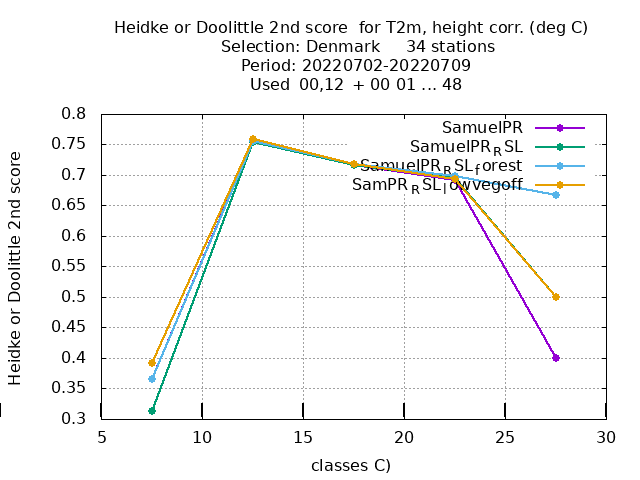 Heidke or Doolittle 2nd score  for T2m, height corr. (deg C)
Selection: Denmark     34 stations
Period: 20220702-20220709
Used  00,12  + 00 01 ... 48
0.8
0.75
0.7
0.65
0.6
0.55
0.5
0.45
0.4
0.35
0.3
Heidke or Doolittle 2nd score
SamuelPR
SamuelPR_RSL
SamuelPR_RSL_forest
SamPR_RSL_lowvegoff
5 10 15 20 25 30
classes C)